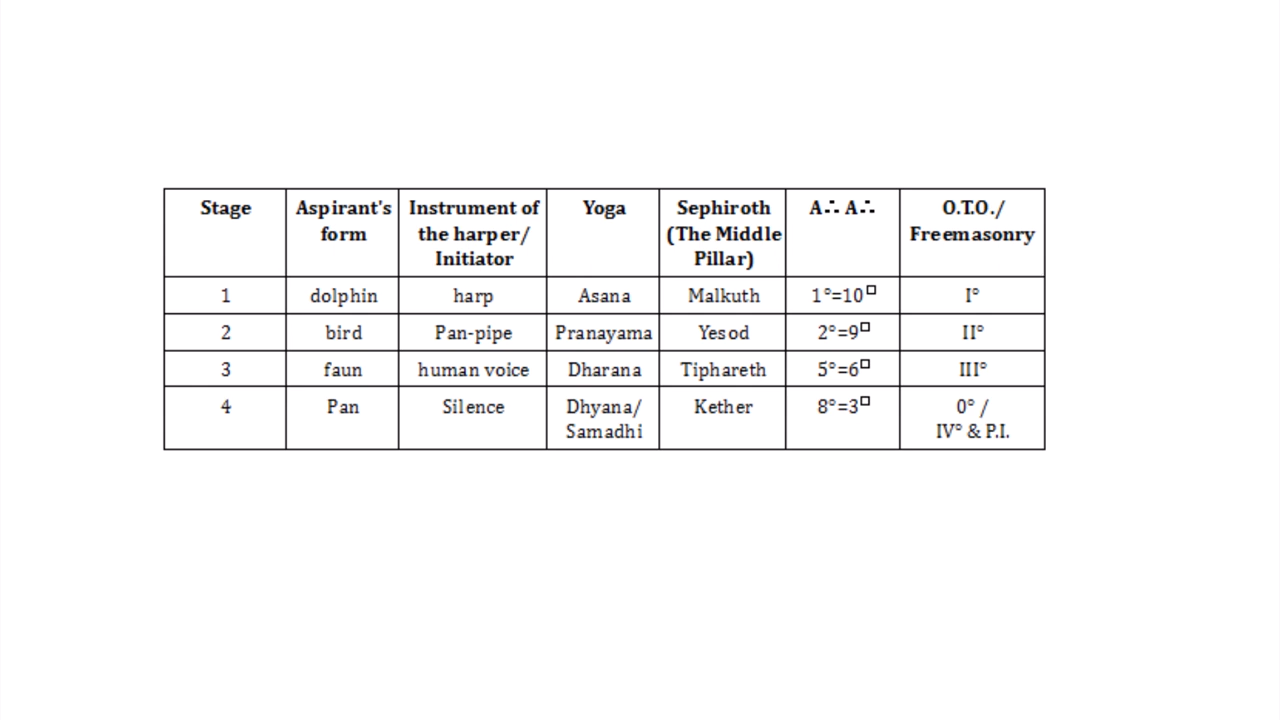 Stage Aspirant's form Instrument of the harper/ Initiator Yoga Sephiroth (The Middle Pillar) A∴ A∴ O.T.O./ Freemasonry
1 dolphin harp Asana Malkuth 1°=10□ I°
2 bird Pan-pipe Pranayama Yesod 2°=9□ II°
3 faun human voice Dharana Tiphareth 5°=6□ III°
4 Pan Silence Dhyana/ Samadhi Kether 8°=3□ 0° / IV° & P.I.